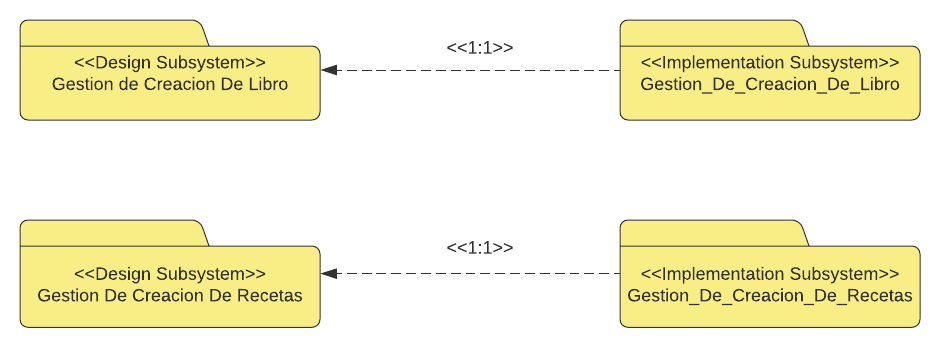 <<Design Subsystem>>
Gestion de Creacion De Libro
<<1:1>>
<<Implementation Subsystem>>
Gestion_De_Creacion_De_Libro
<<Design Subsystem>>
Gestion De Creacion De Recetas
<<1:1>>
<<Implementation Subsystem>>
Gestion_De_Creacion_De_Recetas